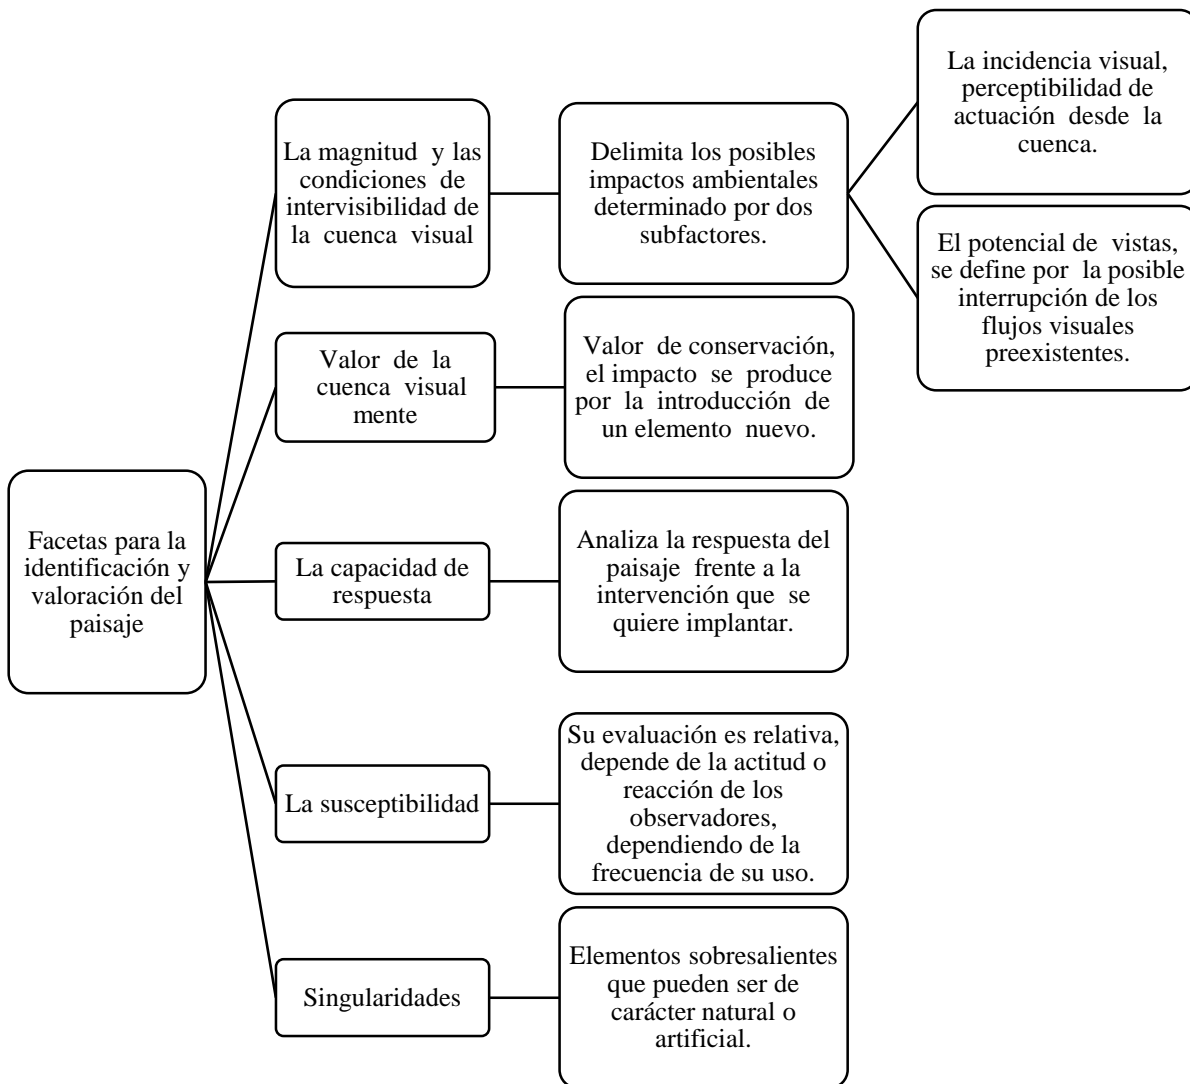 La incidencia visual,
perceptibilidad de
actuación desde la
cuenca.
La magnitud y las
condiciones de
intervisibilidad de
la cuenca visual
Delimita los posibles
impactos ambientales
determinado por dos
subfactores.
El potencial de vistas,
se define por la posible
interrupción de los
flujos visuales
preexistentes.
Valor de la
cuenca visual
mente
Valor de conservación,
el impacto se produce
por la introducción de
un elemento nuevo.
Facetas para la
identificación y
valoración del
paisaje
La capacidad de
respuesta
Analiza la respuesta del
paisaje frente a la
intervención que se
quiere implantar.
La susceptibilidad
Su evaluación es relativa,
depende de la actitud o
reacción de los
observadores,
dependiendo de la
frecuencia de su uso.
Singularidades
Elementos sobresalientes
que pueden ser de
carácter natural o
artificial.